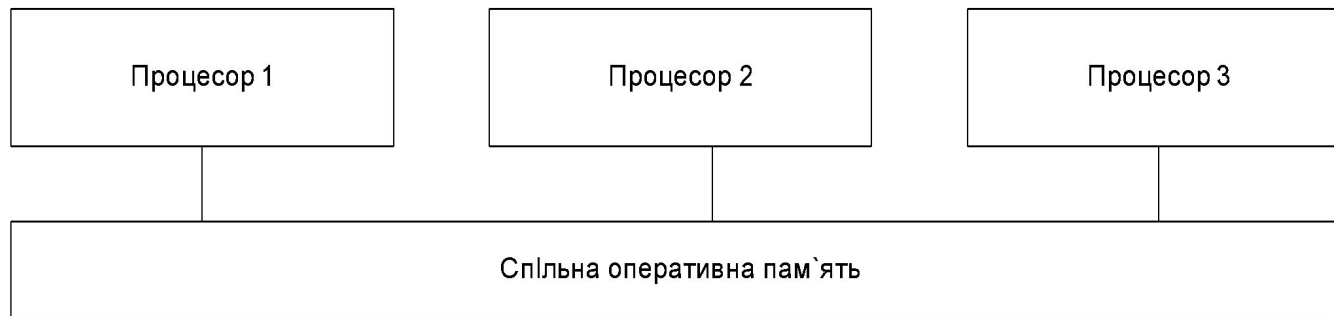 Процесор 1
Процесор 2
Процесор 3
Спільна оперативна пам`ять